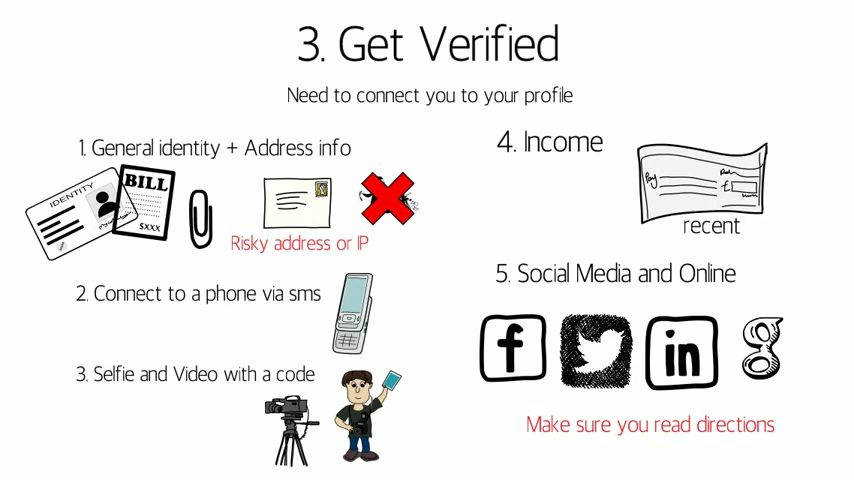 3. Get Verified
Need to connect you to your profile
1. General identity + Address info
IDENTITY
BILL
$XXX
Risky address or IP
2. Connect to a phone via sms
3. Selfie and Video with a code
4. Income
Pay
£
recent
5. Social Media and Online
f
in
g
Make sure you read directions